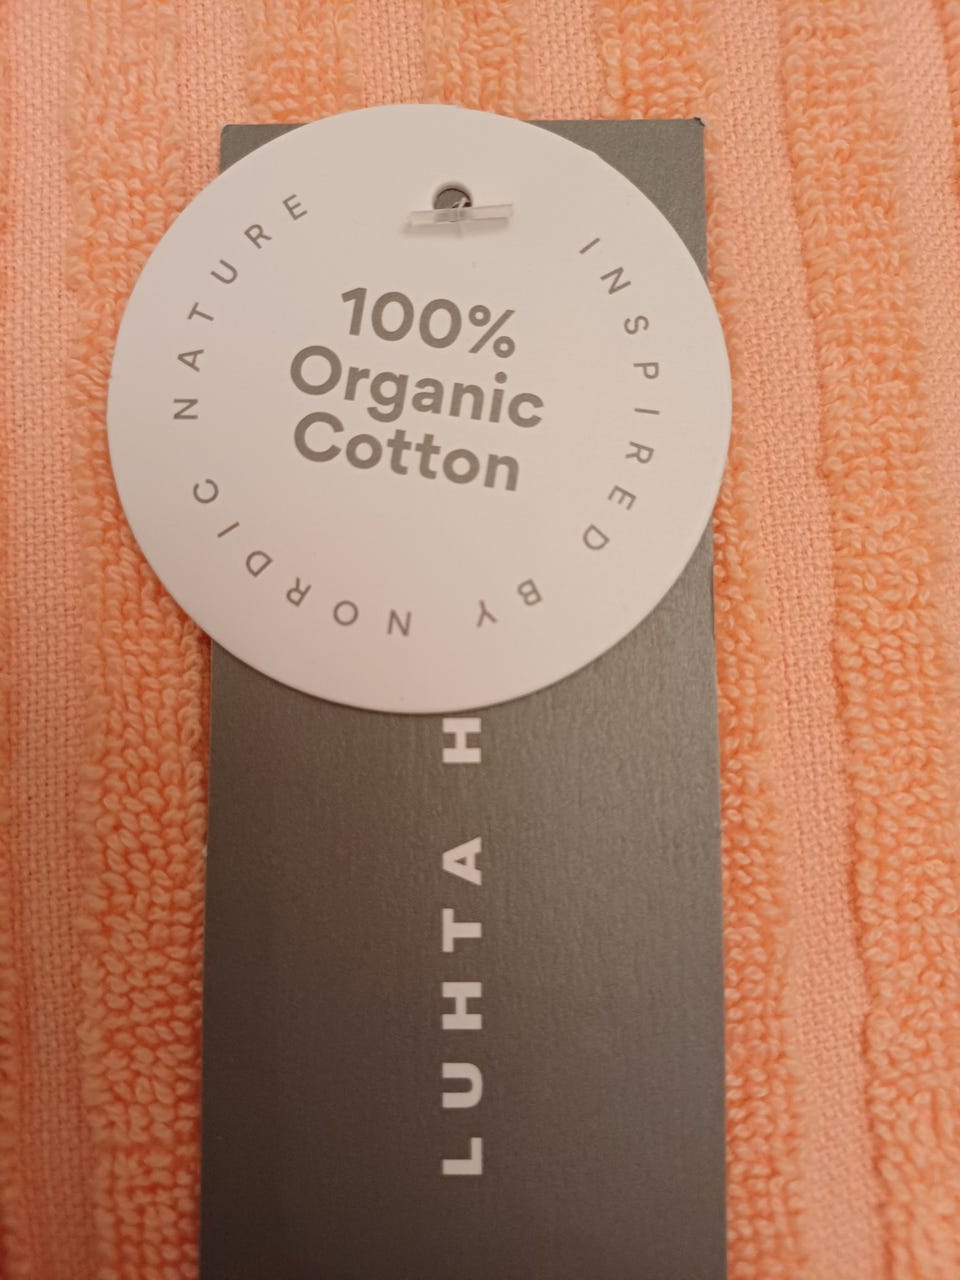 100%
Organic
Cotton
INSPIRED BY NORDIC NATURE
LUHTA H